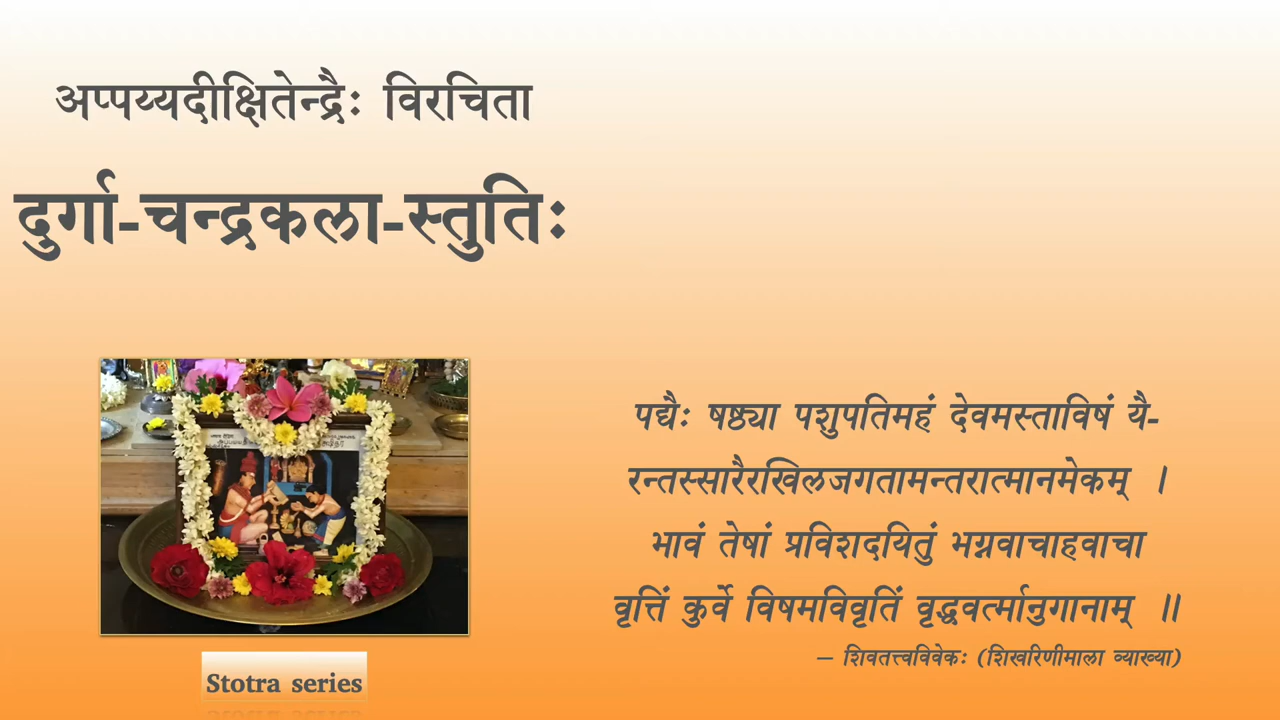 अप्पय्यदीक्षितेन्द्रैः विरचिता
दुर्गा-चन्द्रकला-स्तुतिः
पद्यैः षष्ठ्या पशुपतिमहं देवमस्ताविषं यै-
रन्तस्सारैरखिलजगतामन्तरात्मानमेकम् ।
भावं तेषां प्रविशदयितुं भग्नवाचाहवाचा
वृत्तिं कुर्वे विषमविवृतिं वृद्धवर्त्मानुगानाम् ॥
– शिवतत्त्वविवेकः (शिखरिणीमाला व्याख्या)
Stotra series